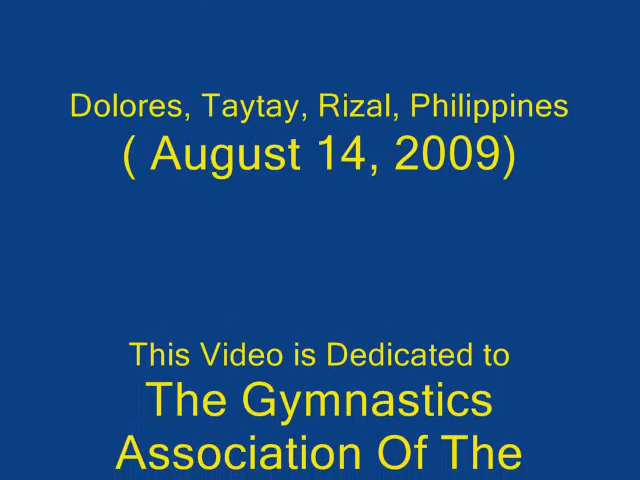 Dolores, Taytay, Rizal, Philippines
( August 14, 2009)
This Video is Dedicated to
The Gymnastics
Association Of The